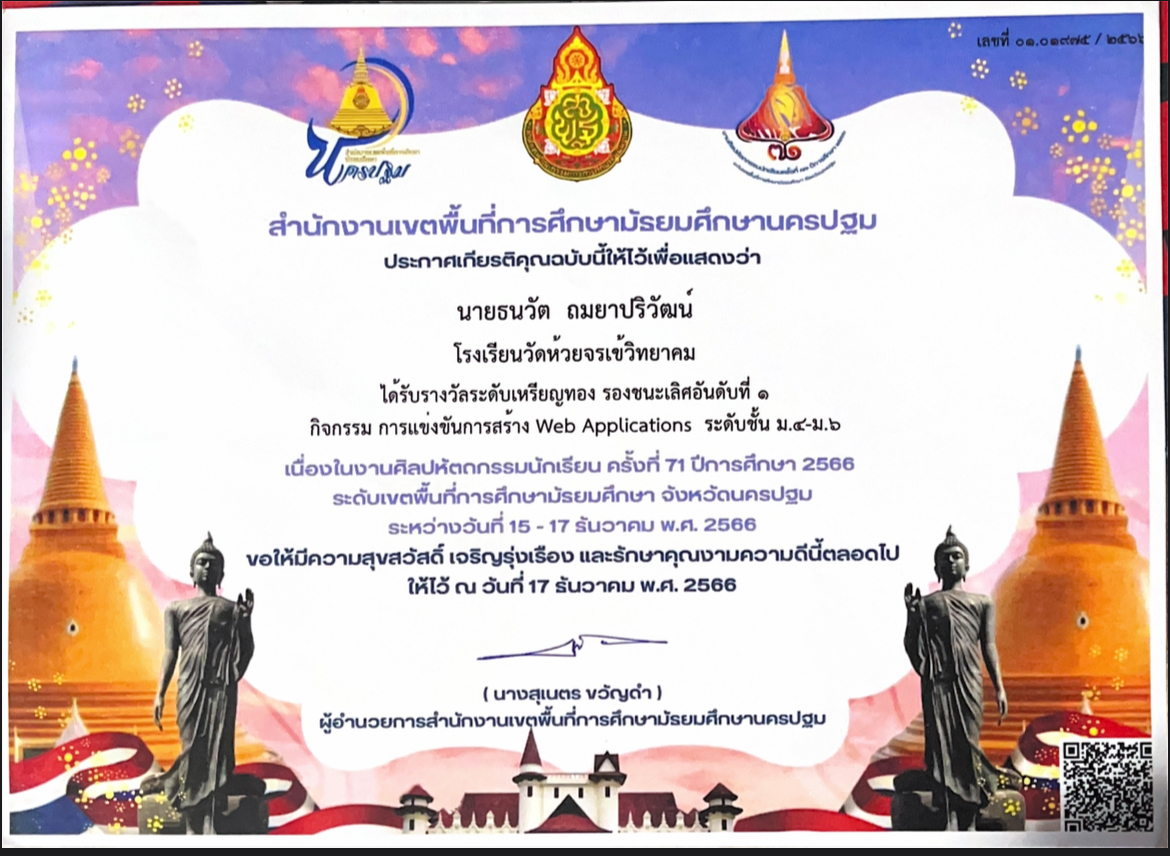 เลขที่ ๐๑.๐๑๙๗๕ / ๒๕๖๖
นครปฐม
๗๑
สำนักงานเขตพื้นที่การศึกษามัธยมศึกษานครปฐม
ประกาศเกียรติคุณฉบับนี้ให้ไว้เพื่อแสดงว่า
นายธนวัต ถมยาปริวัฒน์
โรงเรียนวัดห้วยจรเข้วิทยาคม
ได้รับรางวัลระดับเหรียญทอง รองชนะเลิศอันดับที่ ๑
กิจกรรม การแข่งขันการสร้าง Web Applications ระดับชั้น ม.๔-ม.๖
เนื่องในงานศิลปหัตถกรรมนักเรียน ครั้งที่ 71 ปีการศึกษา 2566
ระดับเขตพื้นที่การศึกษามัธยมศึกษา จังหวัดนครปฐม
ระหว่างวันที่ 15 - 17 ธันวาคม พ.ศ. 2566
ขอให้มีความสุขสวัสดิ์ เจริญรุ่งเรือง และรักษาคุณงามความดีนี้ตลอดไป
ให้ไว้ ณ วันที่ 17 ธันวาคม พ.ศ. 2566
( นางสุเนตร ขวัญดำ )
ผู้อำนวยการสำนักงานเขตพื้นที่การศึกษามัธยมศึกษานครปฐม